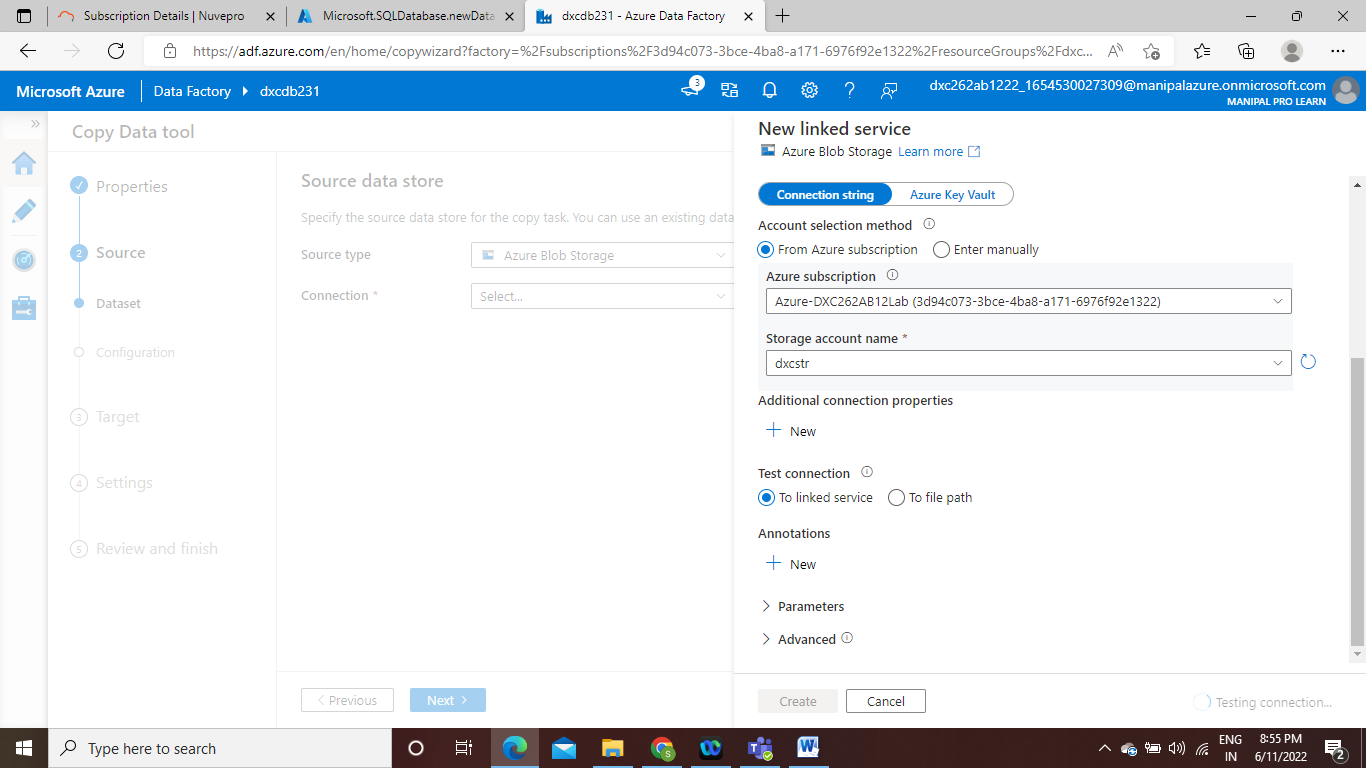 Subscription Details | Nuvepro
Microsoft.SQLDatabase.newData
dxcdb231 - Azure Data Factory
https://adf.azure.com/en/home/copywizard?factory=%2Fsubscriptions%2F3d94c073-3bce-4ba8-a171-6976f92e1322%2FresourceGroups%2Fdxc...
Microsoft Azure
Data Factory
dxcdb231
3
dxc262ab1222_1654530027309@manipalazure.onmicrosoft.com
MANIPAL PRO LEARN
Copy Data tool
Properties
2 Source
Dataset
Configuration
3 Target
4 Settings
5 Review and finish
Source data store
Specify the source data store for the copy task. You can use an existing data
Source type
Azure Blob Storage
Connection *
Select...
Previous
Next
New linked service
Azure Blob Storage Learn more
Connection string
Azure Key Vault
Account selection method
From Azure subscription
Enter manually
Azure subscription
Azure-DXC262AB12Lab (3d94c073-3bce-4ba8-a171-6976f92e1322)
Storage account name *
dxcstr
Additional connection properties
New
Test connection
To linked service
To file path
Annotations
New
Parameters
Advanced
Create
Cancel
Testing connection...
Type here to search
ENG
IN
8:55 PM
6/11/2022
2